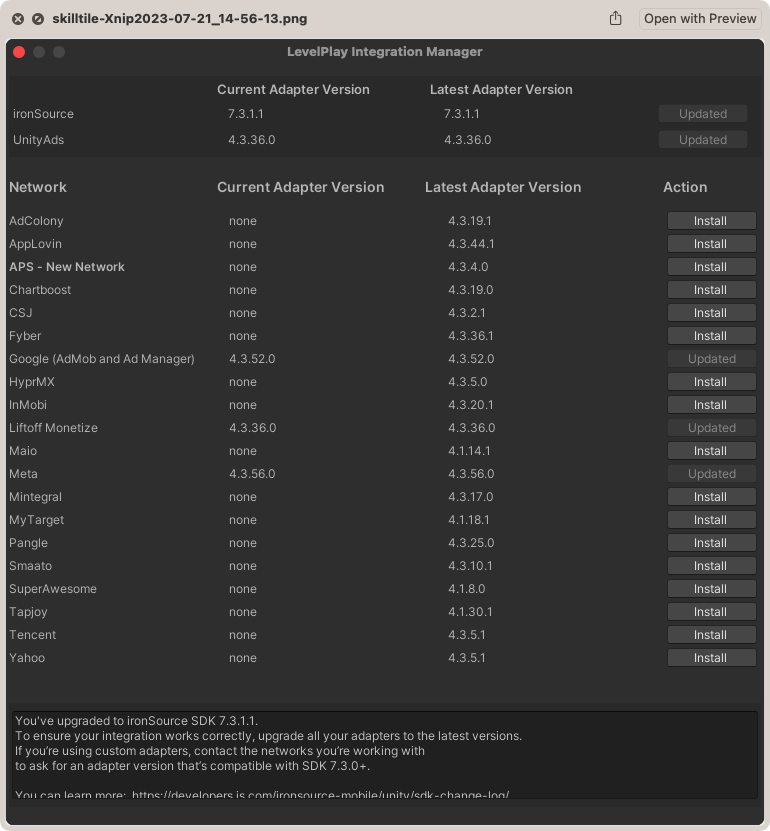 skilltile-Xnip2023-07-21_14-56-13.png Open with Preview
LevelPlay Integration Manager
Current Adapter Version Latest Adapter Version
ironSource 7.3.1.1 7.3.1.1 Updated
UnityAds 4.3.36.0 4.3.36.0 Updated
Network Current Adapter Version Latest Adapter Version Action
AdColony none 4.3.19.1 Install
AppLovin none 4.3.44.1 Install
APS - New Network none 4.3.4.0 Install
Chartboost none 4.3.19.0 Install
CSJ none 4.3.2.1 Install
Fyber none 4.3.36.1 Install
Google (AdMob and Ad Manager) 4.3.52.0 4.3.52.0 Updated
HyprMX none 4.3.5.0 Install
InMobi none 4.3.20.1 Install
Liftoff Monetize 4.3.36.0 4.3.36.0 Updated
Maio none 4.1.14.1 Install
Meta 4.3.56.0 4.3.56.0 Updated
Mintegral none 4.3.17.0 Install
MyTarget none 4.1.18.1 Install
Pangle none 4.3.25.0 Install
Smaato none 4.3.10.1 Install
SuperAwesome none 4.1.8.0 Install
Tapjoy none 4.1.30.1 Install
Tencent none 4.3.5.1 Install
Yahoo none 4.3.5.1 Install
You've upgraded to ironSource SDK 7.3.1.1.
To ensure your integration works correctly, upgrade all your adapters to the latest versions.
If you're using custom adapters, contact the networks you're working with
to ask for an adapter version that's compatible with SDK 7.3.0+.
You can learn more: https://developers.is.com/ironsource-mobile/unity/sdk-change-log/